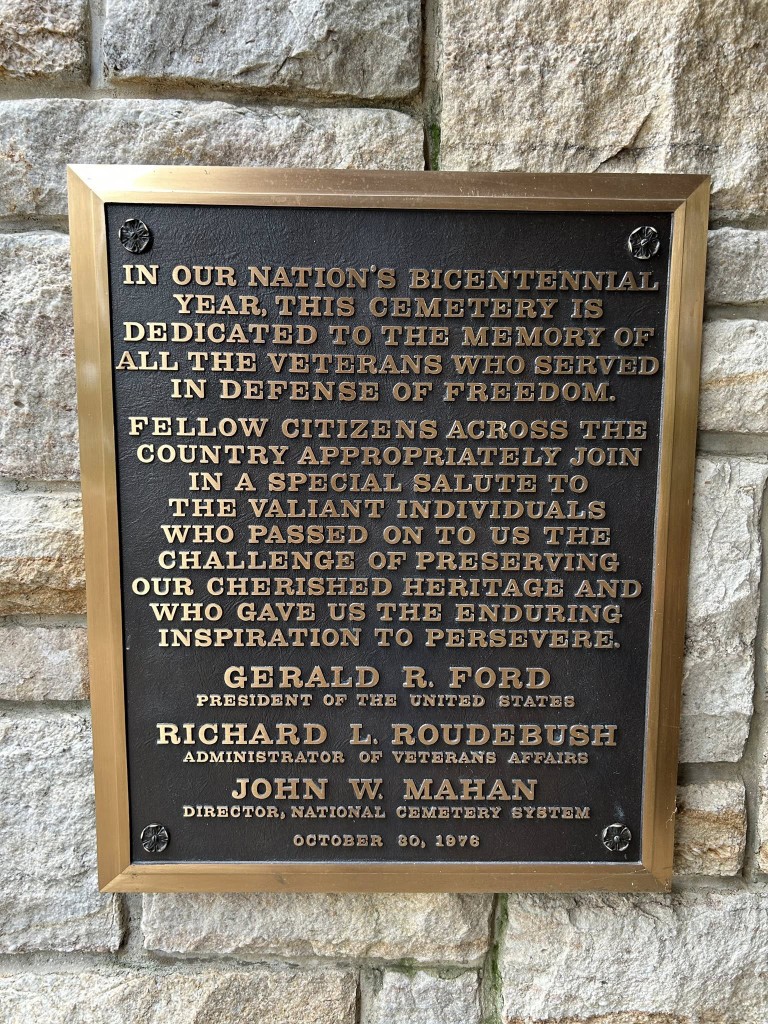 IN OUR NATION'S BICENTENNIAL
YEAR, THIS CEMETERY IS
DEDICATED TO THE MEMORY OF
ALL THE VETERANS WHO SERVED
IN DEFENSE OF FREEDOM.
FELLOW CITIZENS ACROSS THE
COUNTRY APPROPRIATELY JOIN
IN A SPECIAL SALUTE TO
THE VALIANT INDIVIDUALS
WHO PASSED ON TO US THE
CHALLENGE OF PRESERVING
OUR CHERISHED HERITAGE AND
WHO GAVE US THE ENDURING
INSPIRATION TO PERSEVERE.
GERALD R. FORD
PRESIDENT OF THE UNITED STATES
RICHARD L. ROUDEBUSH
ADMINISTRATOR OF VETERANS AFFAIRS
JOHN W. MAHAN
DIRECTOR, NATIONAL CEMETERY SYSTEM
OCTOBER 30, 1976